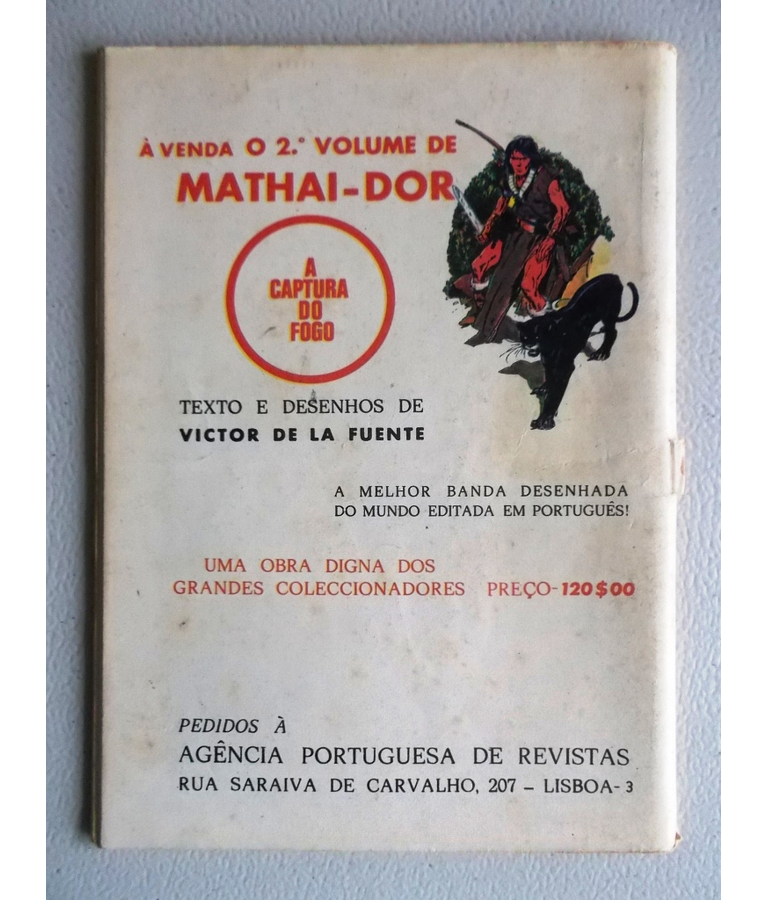 À VENDA O 2.º VOLUME DE
MATHAI-DOR
A
CAPTURA
DO
FOGO
TEXTO E DESENHOS DE
VICTOR DE LA FUENTE
A MELHOR BANDA DESENHADA
DO MUNDO EDITADA EM PORTUGUÊS!
UMA OBRA DIGNA DOS
GRANDES COLECCIONADORES PREÇO-120$00
PEDIDOS À
AGÊNCIA PORTUGUESA DE REVISTAS
RUA SARAIVA DE CARVALHO, 207 – LISBOA-3